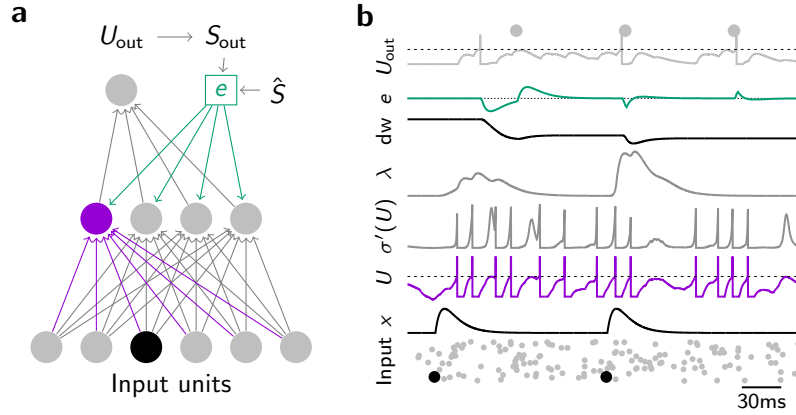 a
U_out → S_out
e ← Ŝ
Input units
b
U_out
e
dw
λ
σ′(U)
U
x
Input
30ms